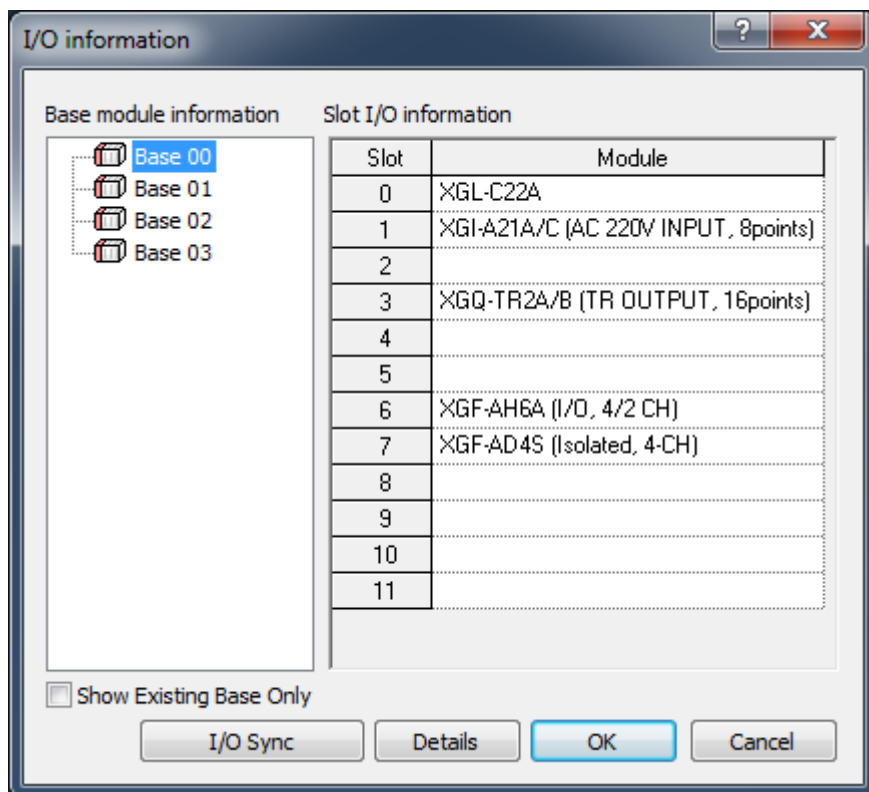 I/O information
?
X
Base module information
Slot I/O information
Base 00
Base 01
Base 02
Base 03
Slot Module
0 XGL-C22A
1 XGI-A21A/C (AC 220V INPUT, 8points)
2
3 XGQ-TR2A/B (TR OUTPUT, 16points)
4
5
6 XGF-AH6A (I/O, 4/2 CH)
7 XGF-AD4S (Isolated, 4-CH)
8
9
10
11
Show Existing Base Only
I/O Sync Details OK Cancel